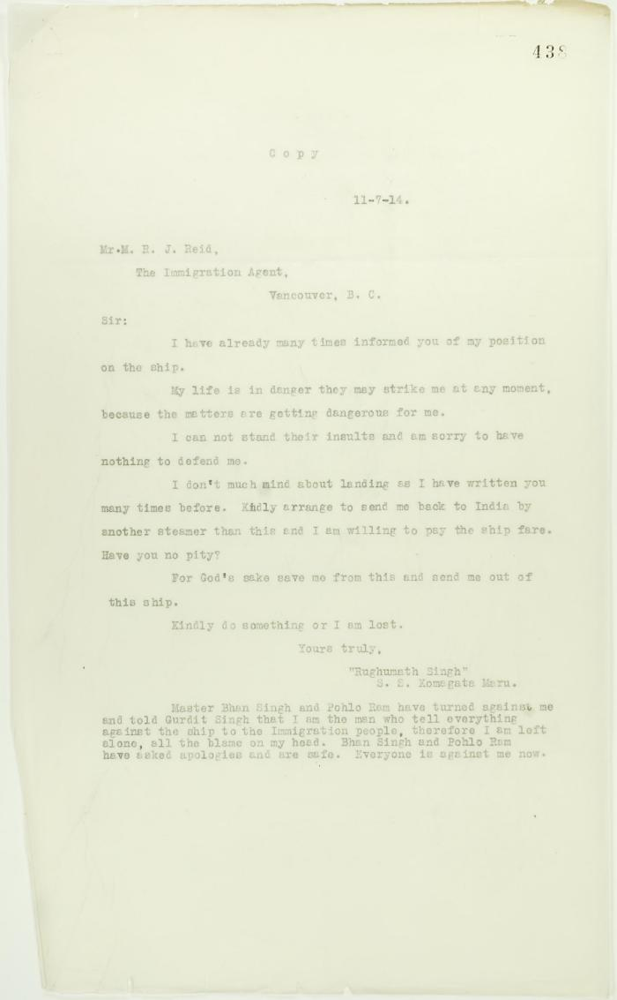 438
Copy
11-7-14.
Mr.M. R. J. Reid,
The Immigration Agent,
Vancouver, B. C.
Sir:
I have already many times informed you of my position
on the ship.
My life is in danger they may strike me at any moment,
because the matters are getting dangerous for me.
I can not stand their insults and am sorry to have
nothing to defend me.
I don't much mind about landing as I have written you
many times before. Kindly arrange to send me back to India by
another steamer than this and I am willing to pay the ship fare.
Have you no pity?
For God's sake save me from this and send me out of
this ship.
Kindly do something or I am lost.
Yours truly,
"Rughumath Singh"
S. S. Komagata Maru.
Master Bhan Singh and Pohlo Ram have turned against me
and told Gurdit Singh that I am the man who tell everything
against the ship to the Immigration people, therefore I am left
alone, all the blame on my head. Bhan Singh and Pohlo Ram
have asked apologies and are safe. Everyone is against me now.